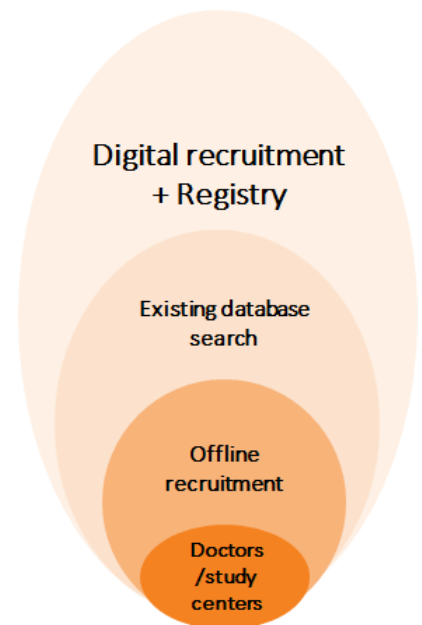 Digital recruitment
+ Registry
Existing database
search
Offline
recruitment
Doctors
/study
centers